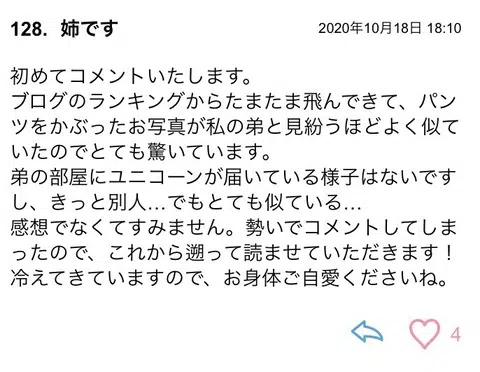 128. 姉です
2020年10月18日 18:10
初めてコメントいたします。
ブログのランキングからたまたま飛んできて、パン
ツをかぶったお写真が私の弟と見紛うほどよく似て
いたのでとても驚いています。
弟の部屋にユニコーンが届いている様子はないです
し、きっと別人…でもとても似ている…
感想でなくてすみません。勢いでコメントしてしま
ったので、これから遡って読ませていただきます！
冷えてきていますので、お身体ご自愛くださいね。
4